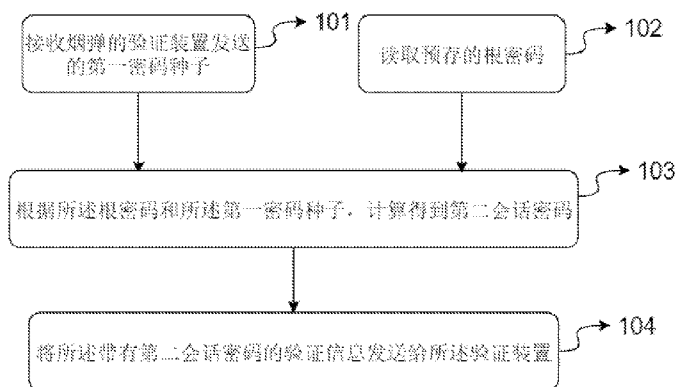 接收烟弹的验证装置发送
的第一密码种子
101
读取预存的根密码
102
根据所述根密码和所述第一密码种子，计算得到第二会话密码
103
将所述带有第二会话密码的验证信息发送给所述验证装置
104